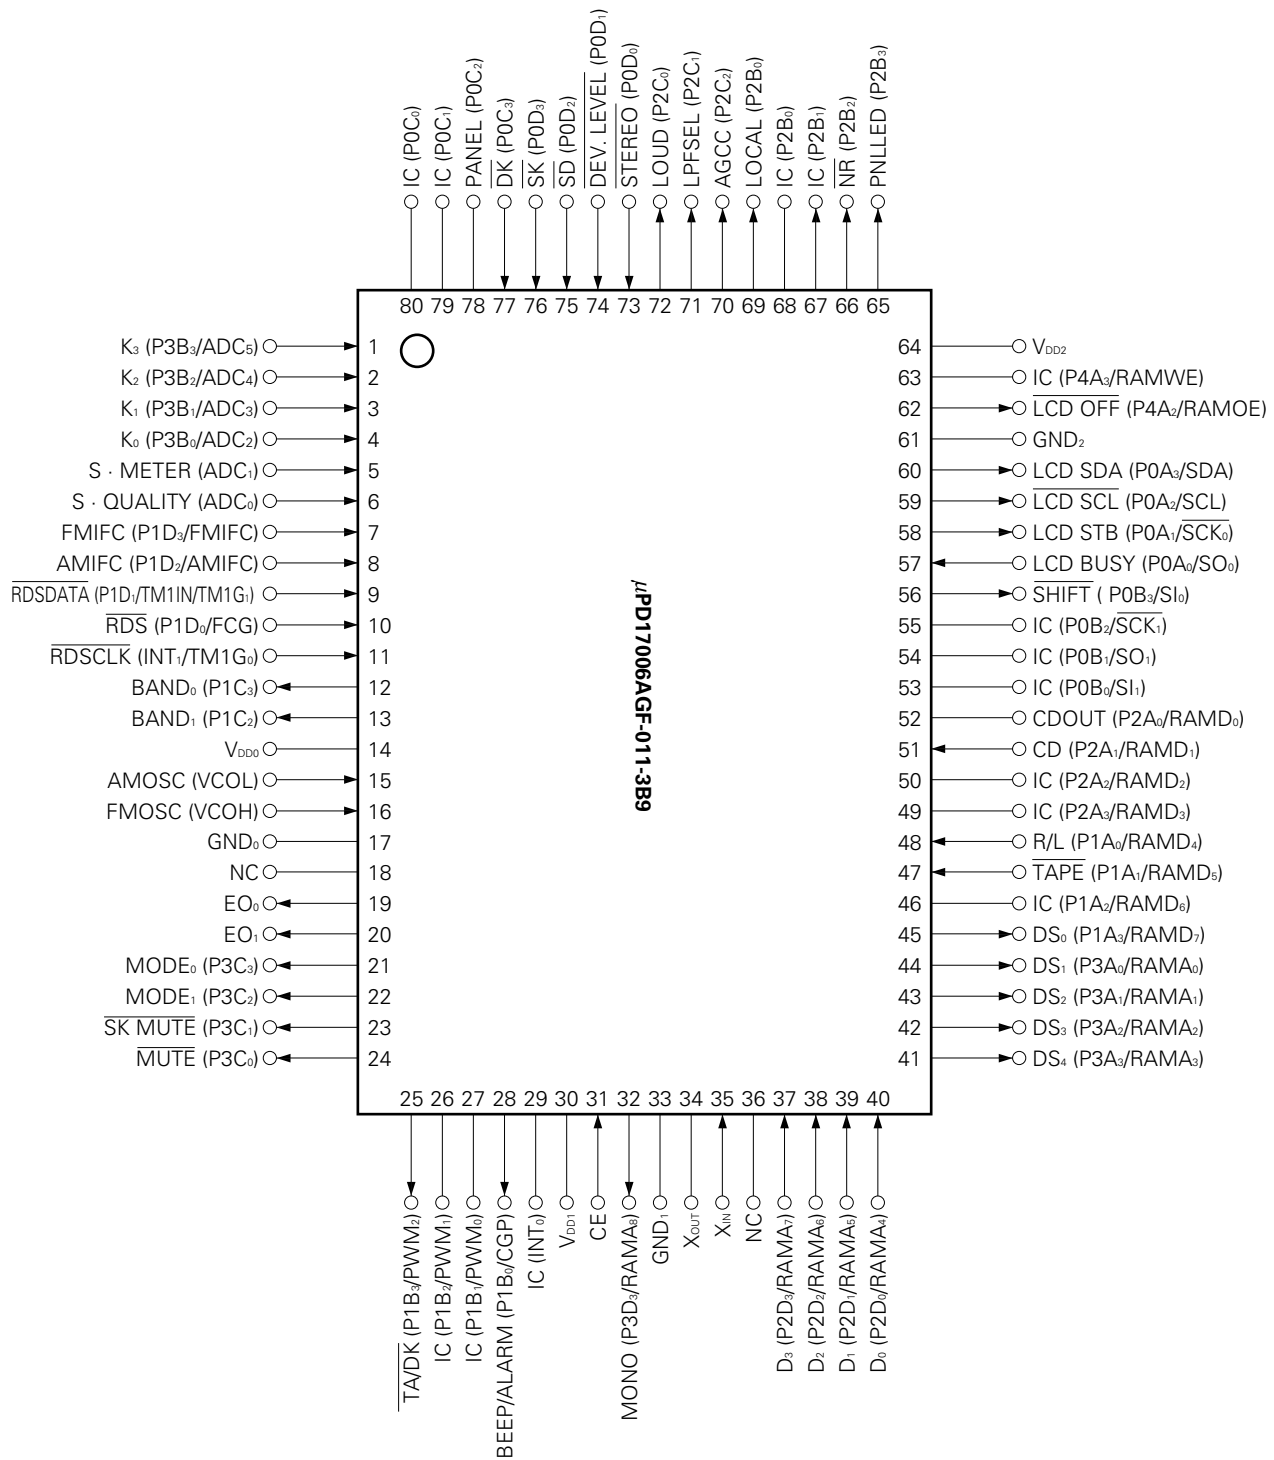 IC (P0C₀)
IC (P0C₁)
PANEL (P0C₂)
DK (P0C₃)
SK (P0D₃)
SD (P0D₂)
DEV. LEVEL (P0D₁)
STEREO (P0D₀)
LOUD (P2C₀)
LPFSEL (P2C₁)
AGCC (P2C₂)
LOCAL (P2B₀)
IC (P2B₀)
IC (P2B₁)
NR (P2B₂)
PNLLED (P2B₃)
80 79 78 77 76 75 74 73 72 71 70 69 68 67 66 65
K₃ (P3B₃/ADC₅) 1
K₂ (P3B₂/ADC₄) 2
K₁ (P3B₁/ADC₃) 3
K₀ (P3B₀/ADC₂) 4
S · METER (ADC₁) 5
S · QUALITY (ADC₀) 6
FMIFC (P1D₃/FMIFC) 7
AMIFC (P1D₂/AMIFC) 8
RDSDATA (P1D₁/TM1IN/TM1G₁) 9
RDS (P1D₀/FCG) 10
RDSCLK (INT₁/TM1G₀) 11
BAND₀ (P1C₃) 12
BAND₁ (P1C₂) 13
VDD0 14
AMOSC (VCOL) 15
FMOSC (VCOH) 16
GND₀ 17
NC 18
EO₀ 19
EO₁ 20
MODE₀ (P3C₃) 21
MODE₁ (P3C₂) 22
SK MUTE (P3C₁) 23
MUTE (P3C₀) 24
μPD17006AGF-011-3B9
64 VDD2
63 IC (P4A₃/RAMWE)
62 LCD OFF (P4A₂/RAMOE)
61 GND₂
60 LCD SDA (P0A₃/SDA)
59 LCD SCL (P0A₂/SCL)
58 LCD STB (P0A₁/SCK₀)
57 LCD BUSY (P0A₀/SO₀)
56 SHIFT ( P0B₃/SI₀)
55 IC (P0B₂/SCK₁)
54 IC (P0B₁/SO₁)
53 IC (P0B₀/SI₁)
52 CDOUT (P2A₀/RAMD₀)
51 CD (P2A₁/RAMD₁)
50 IC (P2A₂/RAMD₂)
49 IC (P2A₃/RAMD₃)
48 R/L (P1A₀/RAMD₄)
47 TAPE (P1A₁/RAMD₅)
46 IC (P1A₂/RAMD₆)
45 DS₀ (P1A₃/RAMD₇)
44 DS₁ (P3A₀/RAMA₀)
43 DS₂ (P3A₁/RAMA₁)
42 DS₃ (P3A₂/RAMA₂)
41 DS₄ (P3A₃/RAMA₃)
25 26 27 28 29 30 31 32 33 34 35 36 37 38 39 40
TA/DK (P1B₃/PWM₂)
IC (P1B₂/PWM₁)
IC (P1B₁/PWM₀)
BEEP/ALARM (P1B₀/CGP)
IC (INT₀)
VDD1
CE
MONO (P3D₃/RAMA₈)
GND₁
XOUT
XIN
NC
D₃ (P2D₃/RAMA₇)
D₂ (P2D₂/RAMA₆)
D₁ (P2D₁/RAMA₅)
D₀ (P2D₀/RAMA₄)